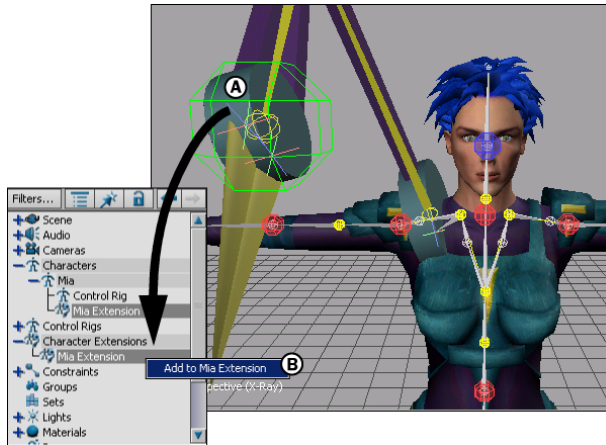 A
Filters...
Scene
Audio
Cameras
Characters
Mia
Control Rig
Mia Extension
Control Rigs
Character Extensions
Mia Extension
Add to Mia Extension B
Constraints
pective (X-Ray)
Groups
Sets
Lights
Materials